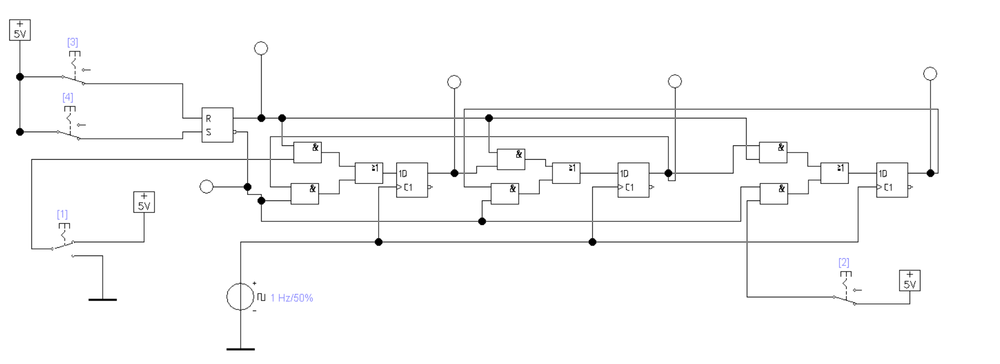 +
5V
[3]
[4]
R
S
&
&
≥1
1D
C1
&
&
≥1
1D
C1
&
&
≥1
1D
C1
[1]
+
5V
[2]
+
5V
+
1 Hz/50%
−